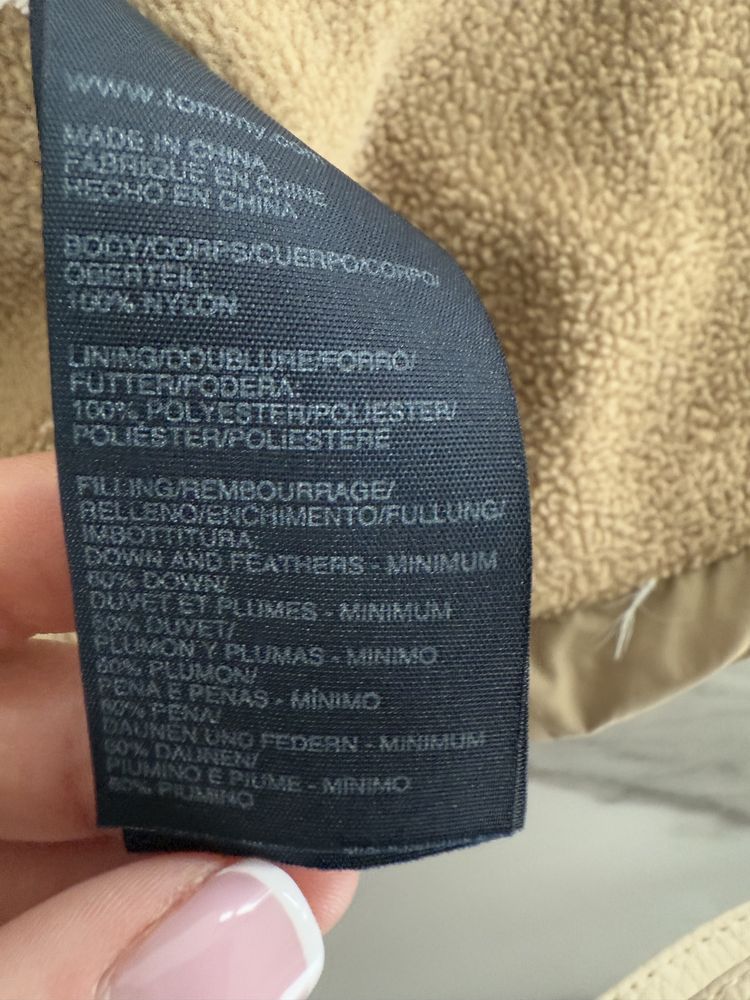 www.tommy.com
MADE IN CHINA
FABRIQUE EN CHINE
HECHO EN CHINA
BODY/CORPS/CUERPO/CORPO/
OBERTEIL:
100% NYLON
LINING/DOUBLURE/FORRO/
FUTTER/FODERA:
100% POLYESTER/POLIESTER/
POLIÉSTER/POLIESTERE
FILLING/REMBOURRAGE/
RELLENO/ENCHIMENTO/FULLUNG/
IMBOTTITURA:
DOWN AND FEATHERS - MINIMUM
60% DOWN/
DUVET ET PLUMES - MINIMUM
60% DUVET/
PLUMON Y PLUMAS - MINIMO
60% PLUMON/
PENA E PENAS - MÍNIMO
60% PENA/
DAUNEN UND FEDERN - MINIMUM
60% DAUNEN/
PIUMINO E PIUME - MINIMO
60% PIUMINO